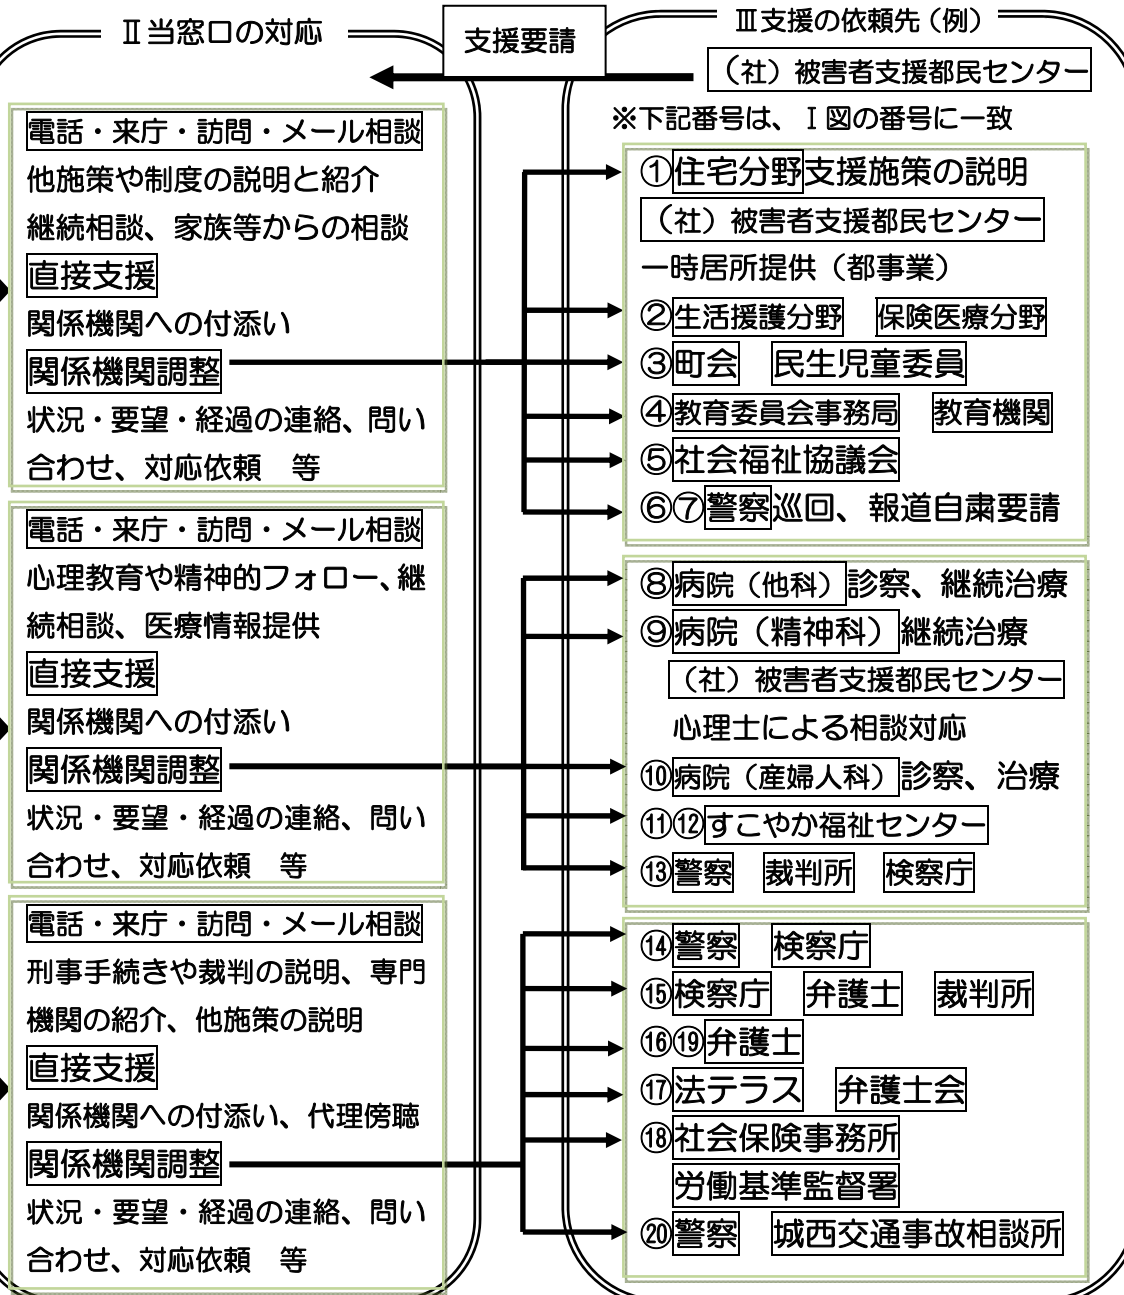 Ⅱ当窓口の対応
支援要請
Ⅲ支援の依頼先（例）
（社）被害者支援都民センター
※下記番号は、Ⅰ図の番号に一致
電話・来庁・訪問・メール相談
他施策や制度の説明と紹介
継続相談、家族等からの相談
直接支援
関係機関への付添い
関係機関調整
状況・要望・経過の連絡、問い
合わせ、対応依頼　等
①住宅分野支援施策の説明
（社）被害者支援都民センター
一時居所提供（都事業）
②生活援護分野　保険医療分野
③町会　民生児童委員
④教育委員会事務局　教育機関
⑤社会福祉協議会
⑥⑦警察巡回、報道自粛要請
電話・来庁・訪問・メール相談
心理教育や精神的フォロー、継
続相談、医療情報提供
直接支援
関係機関への付添い
関係機関調整
状況・要望・経過の連絡、問い
合わせ、対応依頼　等
⑧病院（他科）診察、継続治療
⑨病院（精神科）継続治療
（社）被害者支援都民センター
心理士による相談対応
⑩病院（産婦人科）診察、治療
⑪⑫すこやか福祉センター
⑬警察　裁判所　検察庁
電話・来庁・訪問・メール相談
刑事手続きや裁判の説明、専門
機関の紹介、他施策の説明
直接支援
関係機関への付添い、代理傍聴
関係機関調整
状況・要望・経過の連絡、問い
合わせ、対応依頼　等
⑭警察　検察庁
⑮検察庁　弁護士　裁判所
⑯⑲弁護士
⑰法テラス　弁護士会
⑱社会保険事務所
労働基準監督署
⑳警察　城西交通事故相談所